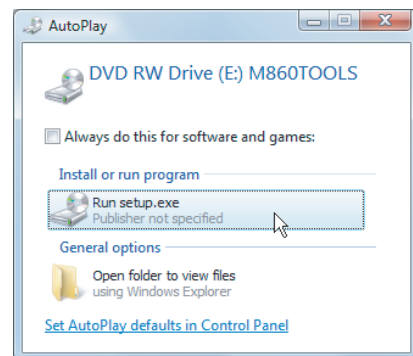 AutoPlay
DVD RW Drive (E:) M860TOOLS
Always do this for software and games:
Install or run program
Run setup.exe
Publisher not specified
General options
Open folder to view files
using Windows Explorer
Set AutoPlay defaults in Control Panel